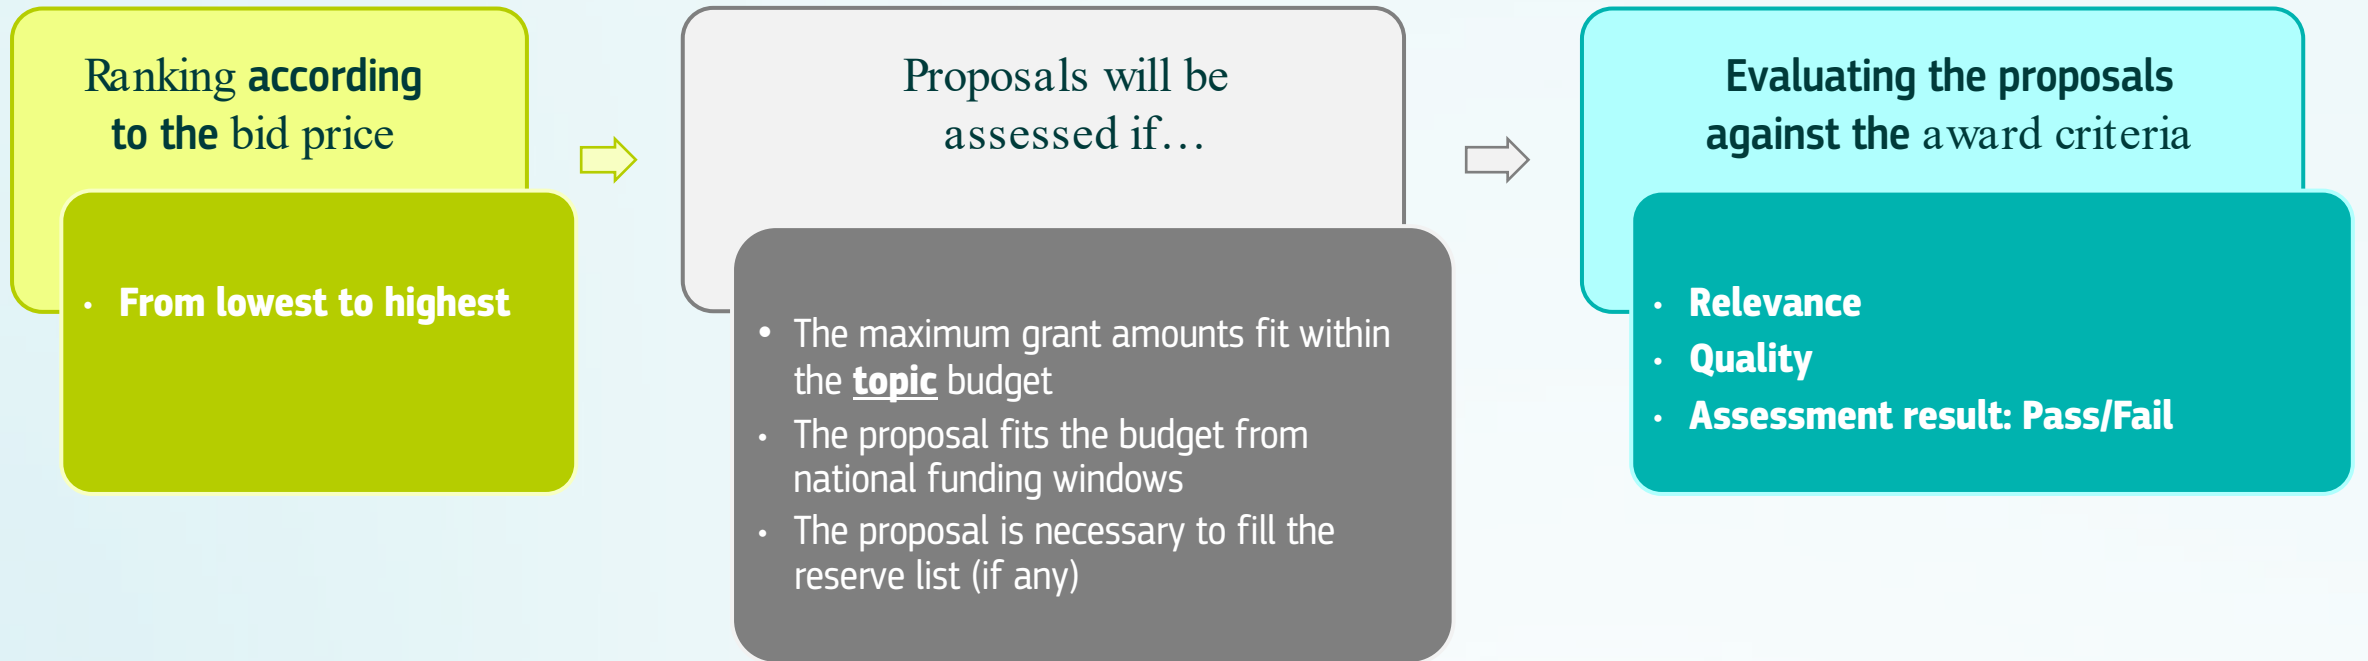 Ranking according
to the bid price
• From lowest to highest
Proposals will be
assessed if…
• The maximum grant amounts fit within
the topic budget
• The proposal fits the budget from
national funding windows
• The proposal is necessary to fill the
reserve list (if any)
Evaluating the proposals
against the award criteria
• Relevance
• Quality
• Assessment result: Pass/Fail